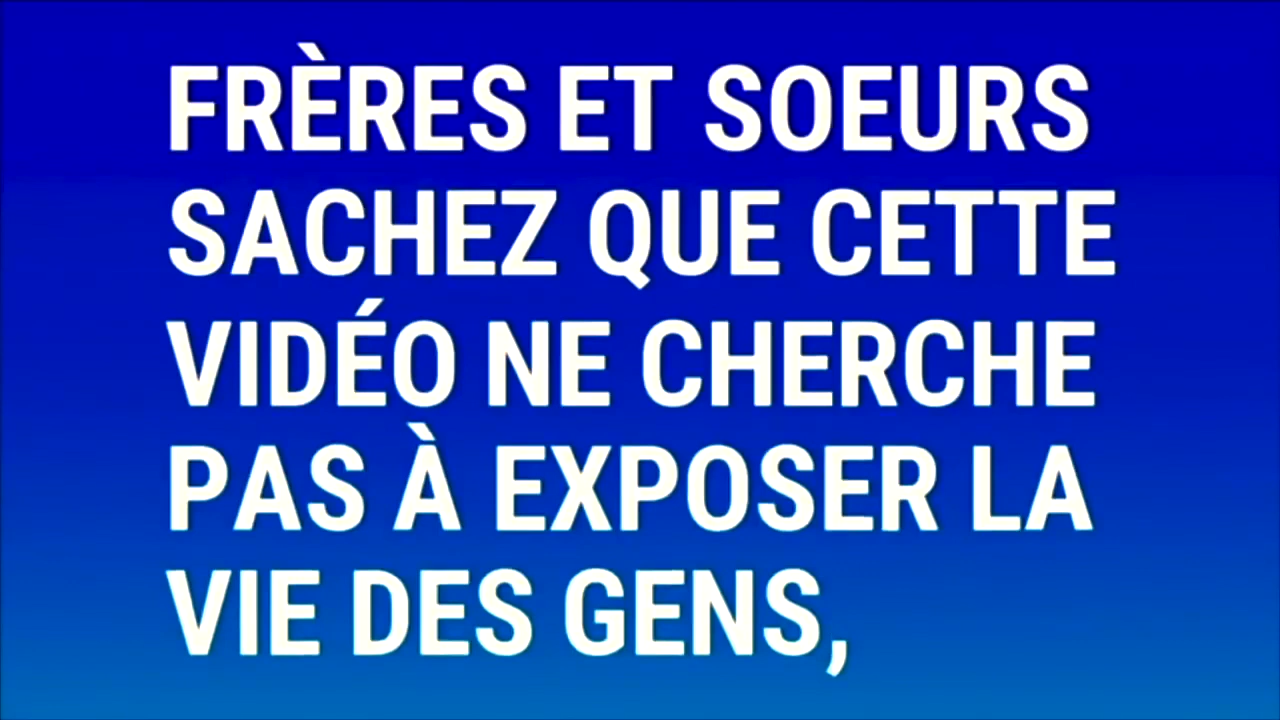 FRÈRES ET SOEURS
SACHEZ QUE CETTE
VIDÉO NE CHERCHE
PAS À EXPOSER LA
VIE DES GENS,